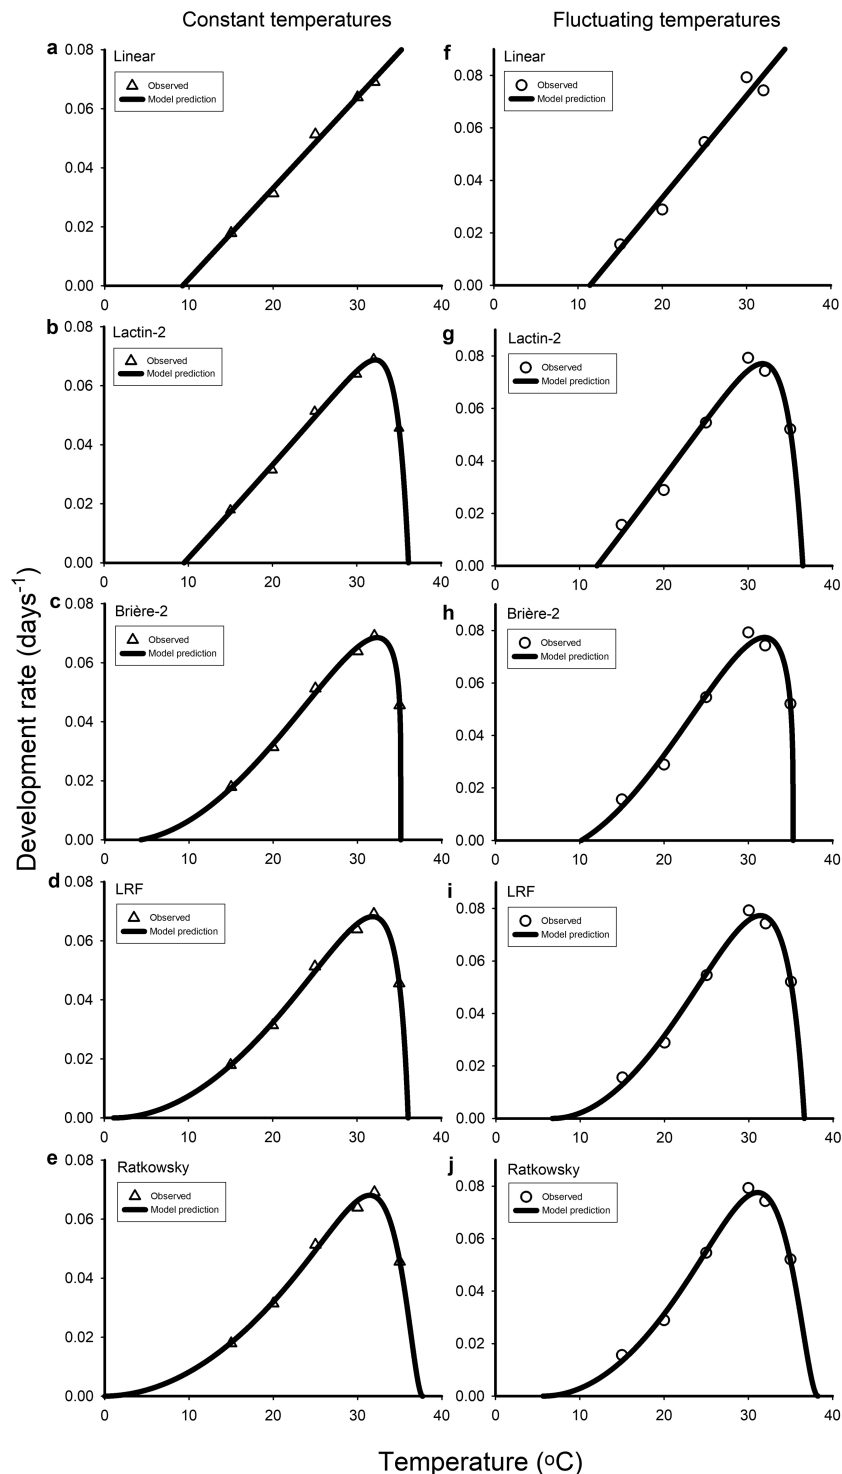 Constant temperatures
Fluctuating temperatures
a
Linear
Observed
Model prediction
0.08
0.06
0.04
0.02
0.00
0 10 20 30 40
f
Linear
Observed
Model prediction
0.08
0.06
0.04
0.02
0.00
0 10 20 30 40
b
Lactin-2
Observed
Model prediction
0.08
0.06
0.04
0.02
0.00
0 10 20 30 40
g
Lactin-2
Observed
Model prediction
0.08
0.06
0.04
0.02
0.00
0 10 20 30 40
c
Brière-2
Observed
Model prediction
0.08
0.06
0.04
0.02
0.00
0 10 20 30 40
h
Brière-2
Observed
Model prediction
0.08
0.06
0.04
0.02
0.00
0 10 20 30 40
d
LRF
Observed
Model prediction
0.08
0.06
0.04
0.02
0.00
0 10 20 30 40
i
LRF
Observed
Model prediction
0.08
0.06
0.04
0.02
0.00
0 10 20 30 40
e
Ratkowsky
Observed
Model prediction
0.08
0.06
0.04
0.02
0.00
0 10 20 30 40
j
Ratkowsky
Observed
Model prediction
0.08
0.06
0.04
0.02
0.00
0 10 20 30 40
Development rate (days⁻¹)
Temperature (ºC)